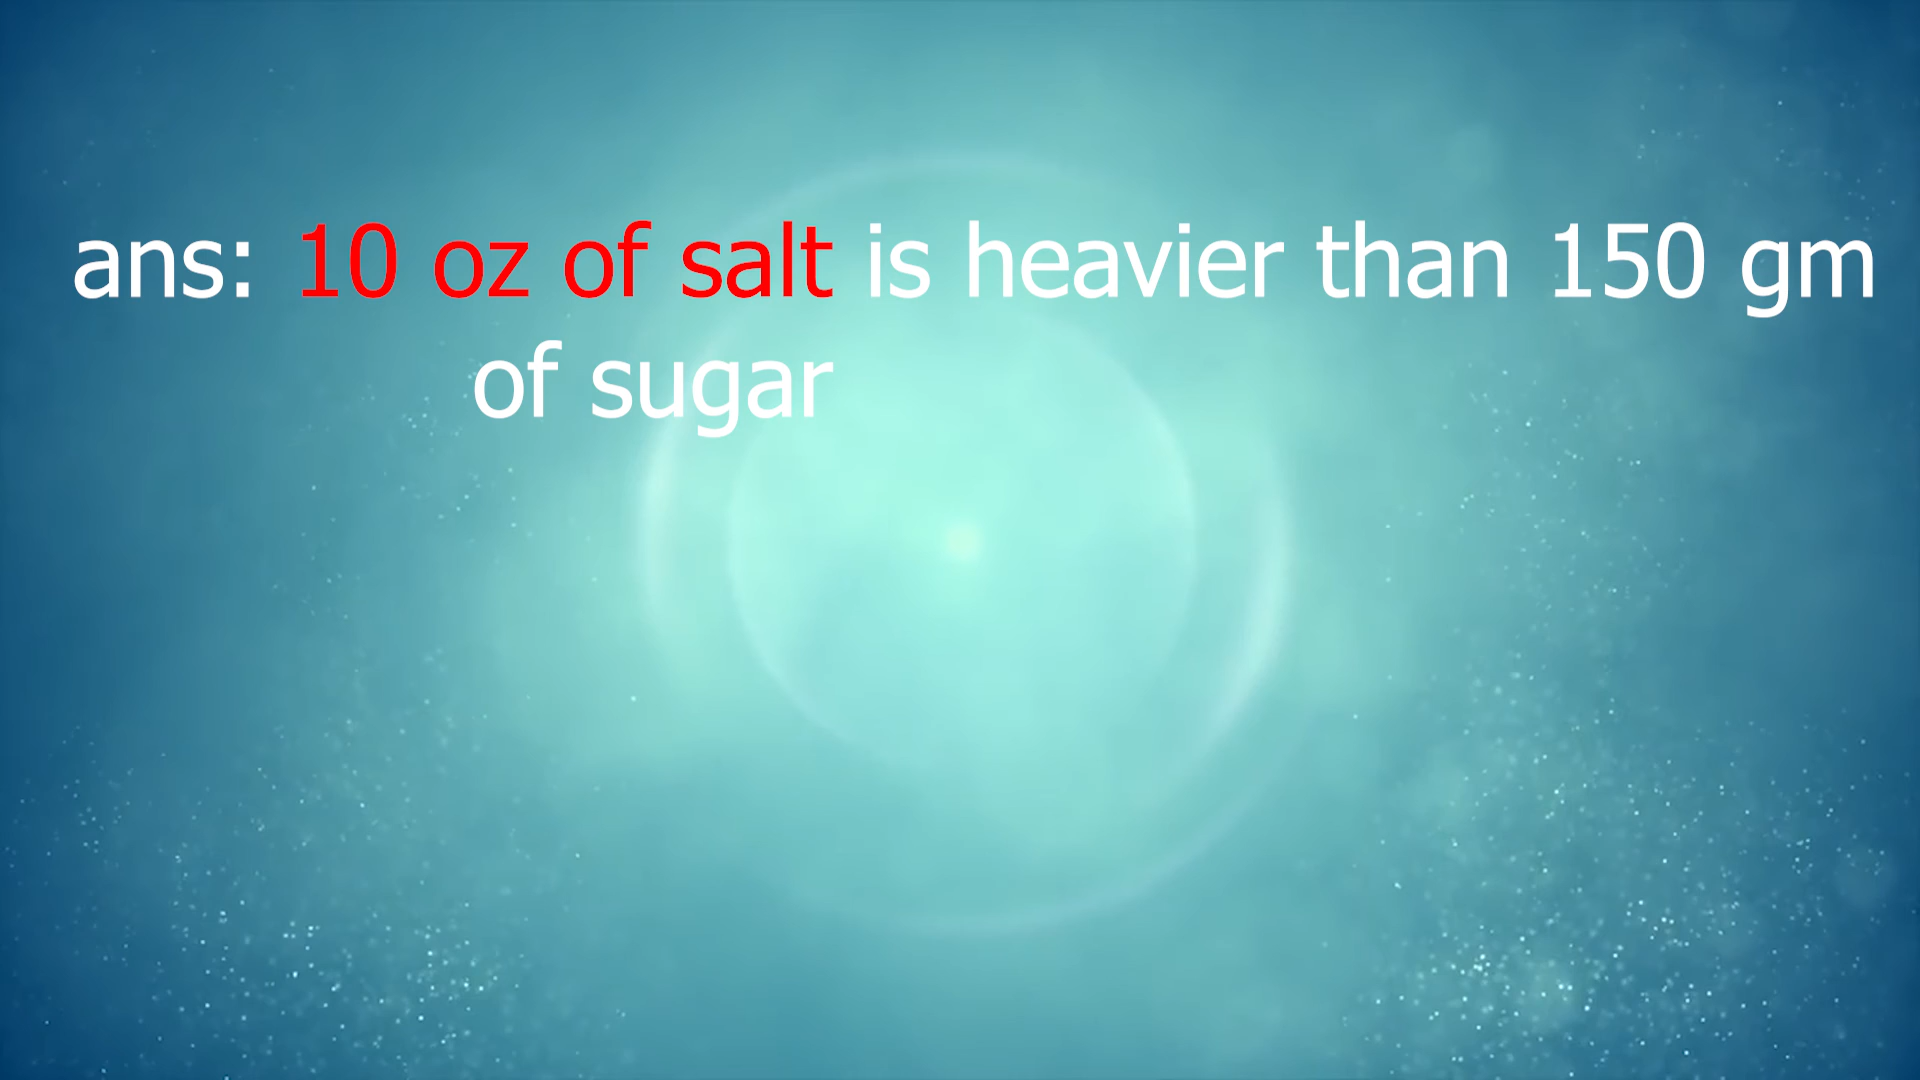 ans: 10 oz of salt is heavier than 150 gm
of sugar